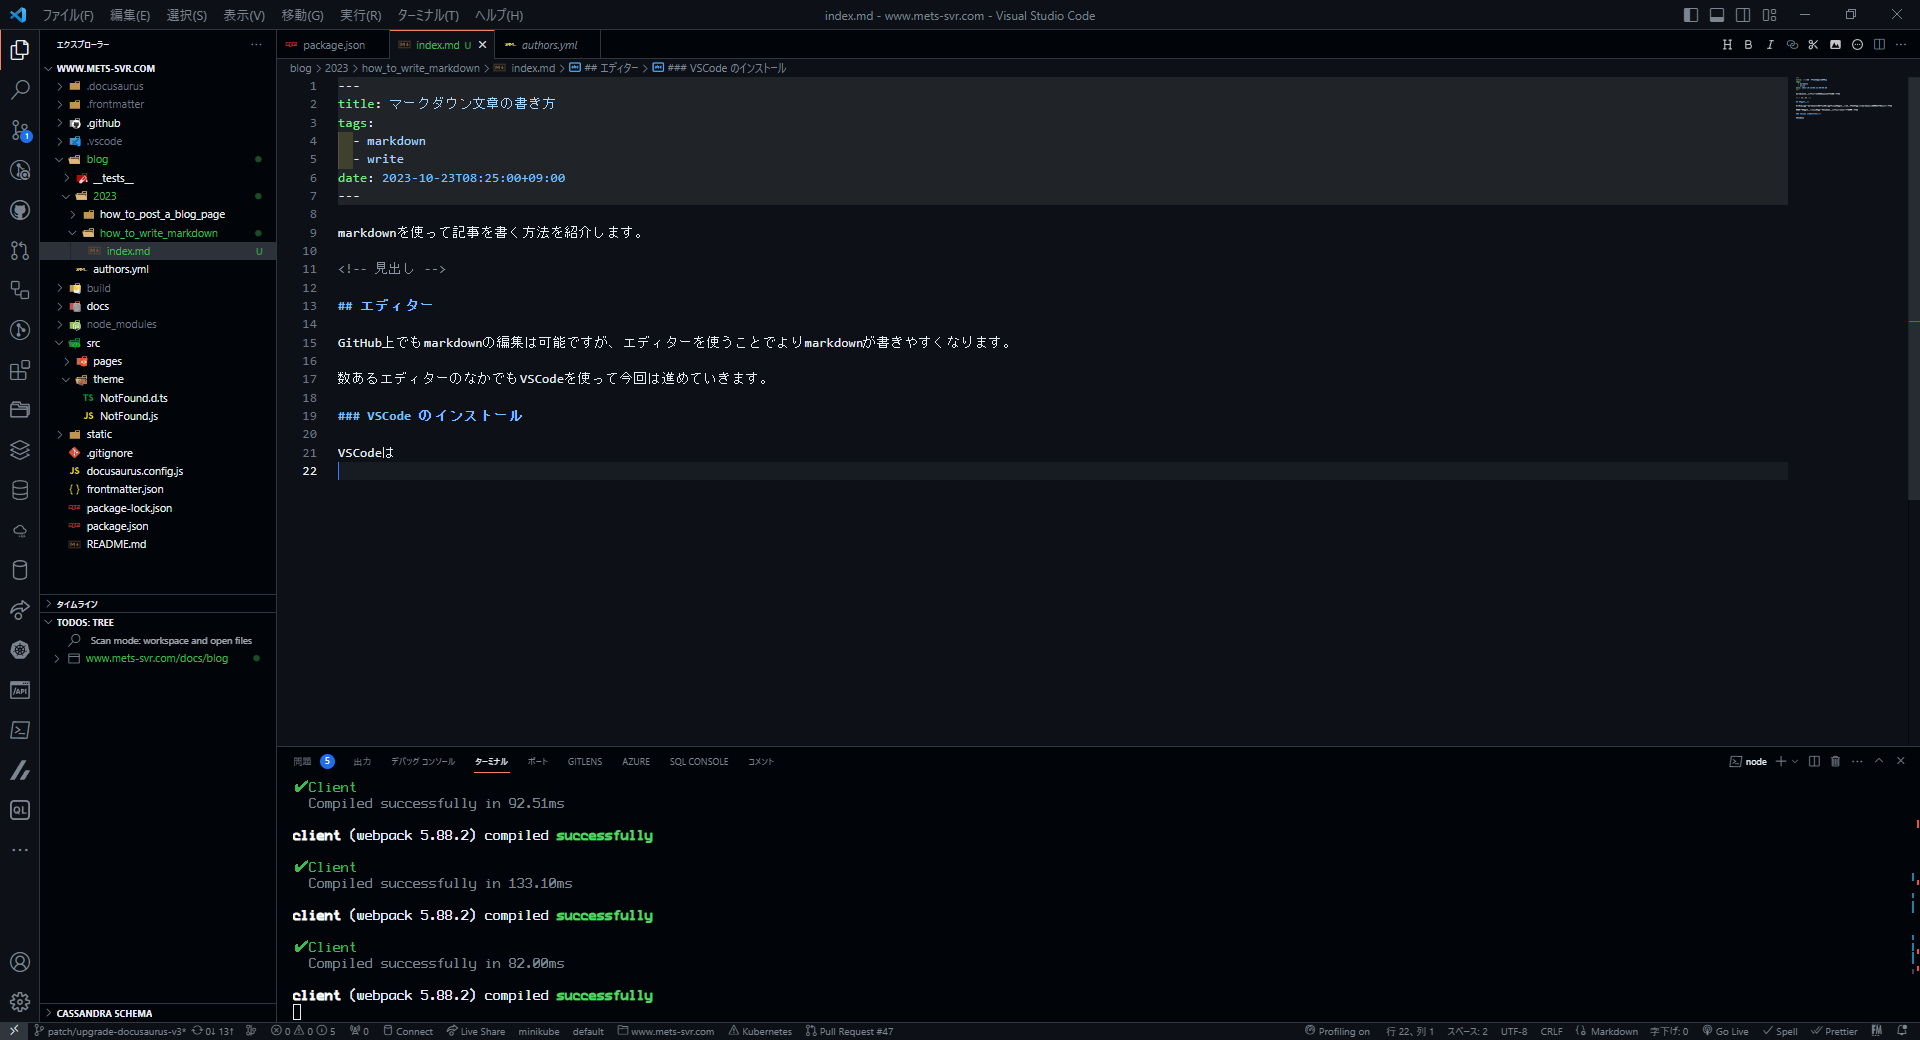 ファイル(F) 編集(E) 選択(S) 表示(V) 移動(G) 実行(R) ターミナル(T) ヘルプ(H)
index.md - www.mets-svr.com - Visual Studio Code
エクスプローラー
WWW.METS-SVR.COM
.docusaurus
.frontmatter
.github
.vscode
blog
__tests__
2023
how_to_post_a_blog_page
how_to_write_markdown
index.md U
authors.yml
build
docs
node_modules
src
pages
theme
TS NotFound.d.ts
JS NotFound.js
static
.gitignore
JS docusaurus.config.js
{ } frontmatter.json
package-lock.json
package.json
README.md
タイムライン
TODOS: TREE
Scan mode: workspace and open files
www.mets-svr.com/docs/blog
CASSANDRA SCHEMA
package.json
index.md U
authors.yml
blog > 2023 > how_to_write_markdown > index.md > ## エディター > ### VSCode のインストール
1 ---
2 title: マークダウン文章の書き方
3 tags:
4 - markdown
5 - write
6 date: 2023-10-23T08:25:00+09:00
7 ---
8
9 markdownを使って記事を書く方法を紹介します。
10
11 <!-- 見出し -->
12
13 ## エディター
14
15 GitHub上でもmarkdownの編集は可能ですが、エディターを使うことでよりmarkdownが書きやすくなります。
16
17 数あるエディターのなかでもVSCodeを使って今回は進めていきます。
18
19 ### VSCode のインストール
20
21 VSCodeは
22
問題 5 出力 デバッグ コンソール ターミナル ポート GITLENS AZURE SQL CONSOLE コメント
node
✔Client
Compiled successfully in 92.51ms
client (webpack 5.88.2) compiled successfully
✔Client
Compiled successfully in 133.10ms
client (webpack 5.88.2) compiled successfully
✔Client
Compiled successfully in 82.00ms
client (webpack 5.88.2) compiled successfully
patch/upgrade-docusaurus-v3* 0↓ 13↑ 0 0 5 0 Connect Live Share minikube default www.mets-svr.com Kubernetes Pull Request #47
Profiling on 行 22、列 1 スペース: 2 UTF-8 CRLF Markdown 字下げ: 0 Go Live Spell Prettier